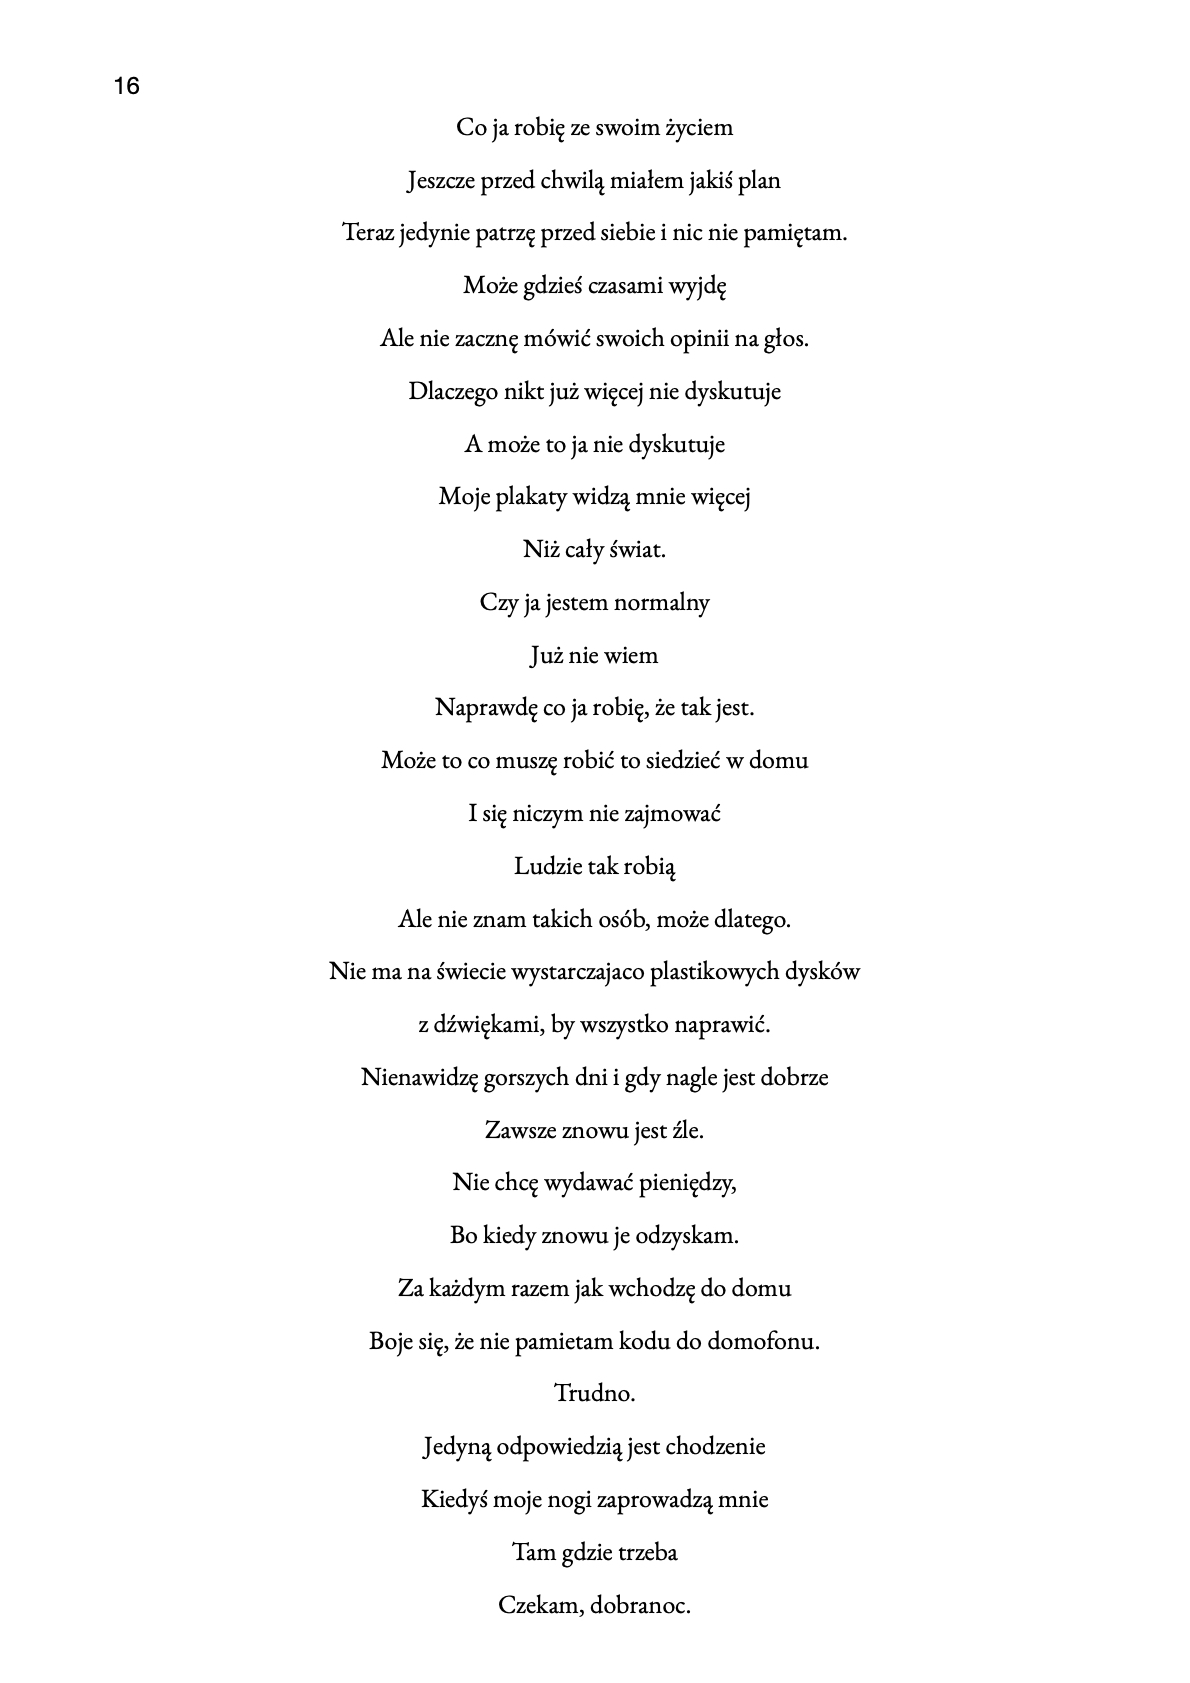 16
Co ja robię ze swoim życiem
Jeszcze przed chwilą miałem jakiś plan
Teraz jedynie patrzę przed siebie i nic nie pamiętam.
Może gdzieś czasami wyjdę
Ale nie zacznę mówić swoich opinii na głos.
Dlaczego nikt już więcej nie dyskutuje
A może to ja nie dyskutuje
Moje plakaty widzą mnie więcej
Niż cały świat.
Czy ja jestem normalny
Już nie wiem
Naprawdę co ja robię, że tak jest.
Może to co muszę robić to siedzieć w domu
I się niczym nie zajmować
Ludzie tak robią
Ale nie znam takich osób, może dlatego.
Nie ma na świecie wystarczajaco plastikowych dysków
z dźwiękami, by wszystko naprawić.
Nienawidzę gorszych dni i gdy nagle jest dobrze
Zawsze znowu jest źle.
Nie chcę wydawać pieniędzy,
Bo kiedy znowu je odzyskam.
Za każdym razem jak wchodzę do domu
Boje się, że nie pamietam kodu do domofonu.
Trudno.
Jedyną odpowiedzią jest chodzenie
Kiedyś moje nogi zaprowadzą mnie
Tam gdzie trzeba
Czekam, dobranoc.